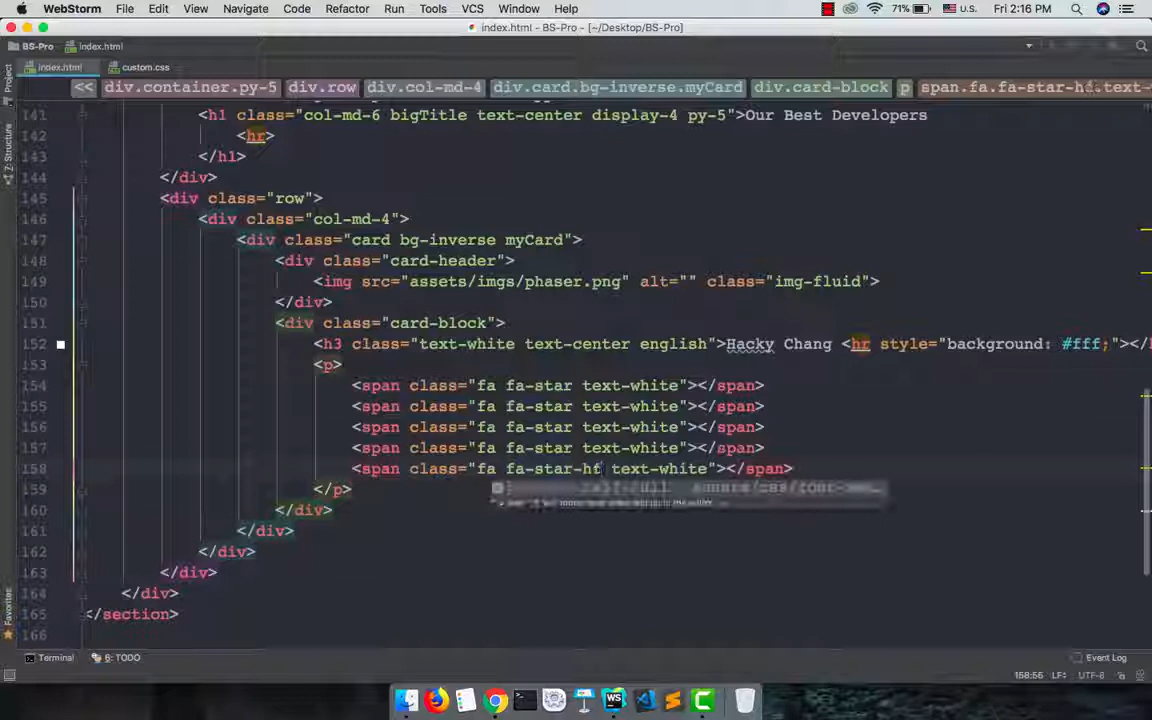 WebStorm File Edit View Navigate Code Refactor Run Tools VCS Window Help 71% U.S. Fri 2:16 PM
index.html - BS-Pro - [~/Desktop/BS-Pro]
BS-Pro index.html
index.html custom.css
<< div.container.py-5 div.row div.col-md-4 div.card.bg-inverse.myCard div.card-block p span.fa.fa-star-hf.text-
1: Project
7: Structure
2: Favorites
141 <h1 class="col-md-6 bigTitle text-center display-4 py-5">Our Best Developers
142 <hr>
143 </h1>
144 </div>
145 <div class="row">
146 <div class="col-md-4">
147 <div class="card bg-inverse myCard">
148 <div class="card-header">
149 <img src="assets/imgs/phaser.png" alt="" class="img-fluid">
150 </div>
151 <div class="card-block">
152 <h3 class="text-white text-center english">Hacky Chang <hr style="background: #fff;"></
153 <p>
154 <span class="fa fa-star text-white"></span>
155 <span class="fa fa-star text-white"></span>
156 <span class="fa fa-star text-white"></span>
157 <span class="fa fa-star text-white"></span>
158 <span class="fa fa-star-hf text-white"></span>
159 </p>
160 </div>
161 </div>
162 </div>
163 </div>
164 </div>
165 </section>
166
Terminal 6: TODO Event Log
158:56 LF÷ UTF-8
WS